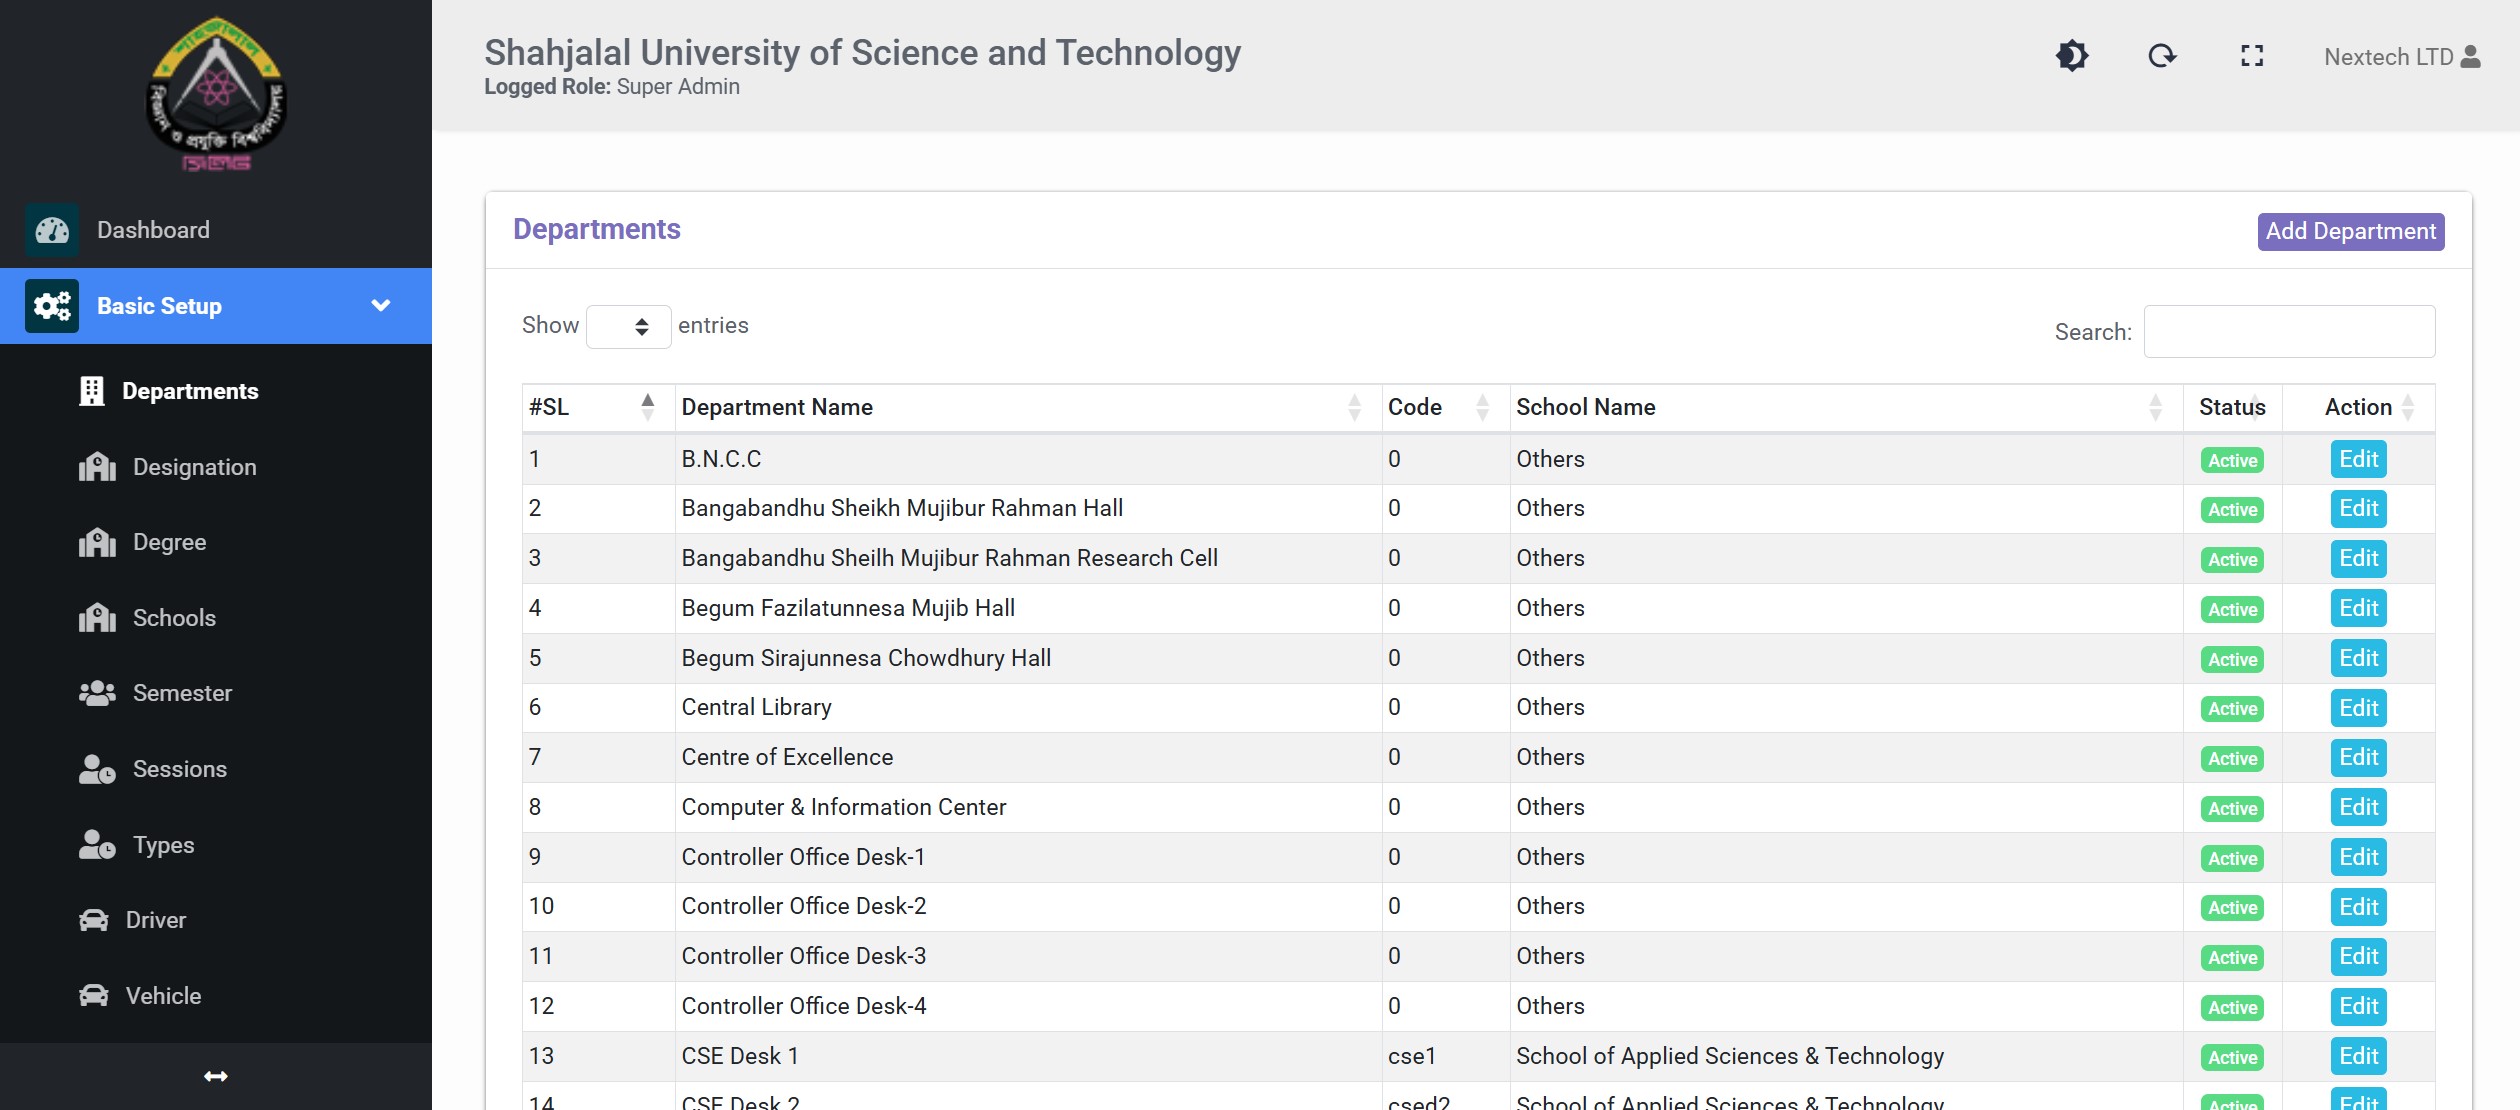 শাহজালাল
বিজ্ঞান ও প্রযুক্তি বিশ্ববিদ্যালয়
সিলেট
Shahjalal University of Science and Technology
Logged Role: Super Admin
Nextech LTD
Dashboard
Basic Setup
Departments
Designation
Degree
Schools
Semester
Sessions
Types
Driver
Vehicle
Departments
Add Department
Show entries
Search:
#SL Department Name Code School Name Status Action
1 B.N.C.C 0 Others Active Edit
2 Bangabandhu Sheikh Mujibur Rahman Hall 0 Others Active Edit
3 Bangabandhu Sheilh Mujibur Rahman Research Cell 0 Others Active Edit
4 Begum Fazilatunnesa Mujib Hall 0 Others Active Edit
5 Begum Sirajunnesa Chowdhury Hall 0 Others Active Edit
6 Central Library 0 Others Active Edit
7 Centre of Excellence 0 Others Active Edit
8 Computer & Information Center 0 Others Active Edit
9 Controller Office Desk-1 0 Others Active Edit
10 Controller Office Desk-2 0 Others Active Edit
11 Controller Office Desk-3 0 Others Active Edit
12 Controller Office Desk-4 0 Others Active Edit
13 CSE Desk 1 cse1 School of Applied Sciences & Technology Active Edit
14 CSE Desk 2 csed2 School of Applied Sciences & Technology Active Edit